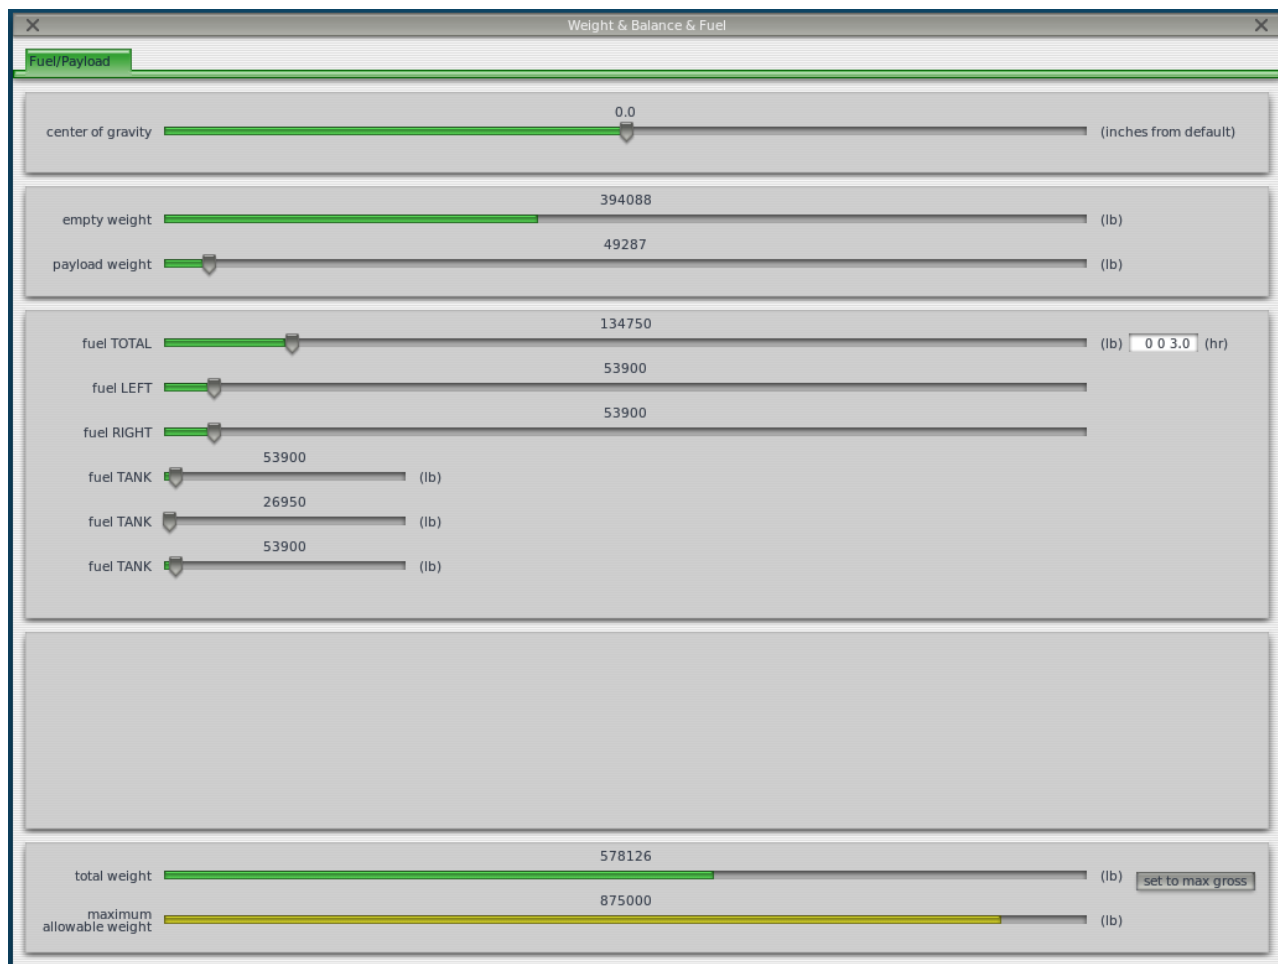 Weight & Balance & Fuel
Fuel/Payload
0.0
center of gravity (inches from default)
394088
empty weight (lb)
49287
payload weight (lb)
134750
fuel TOTAL (lb) 0 0 3.0 (hr)
53900
fuel LEFT
53900
fuel RIGHT
53900
fuel TANK (lb)
26950
fuel TANK (lb)
53900
fuel TANK (lb)
578126
total weight (lb) set to max gross
875000
maximum
allowable weight (lb)